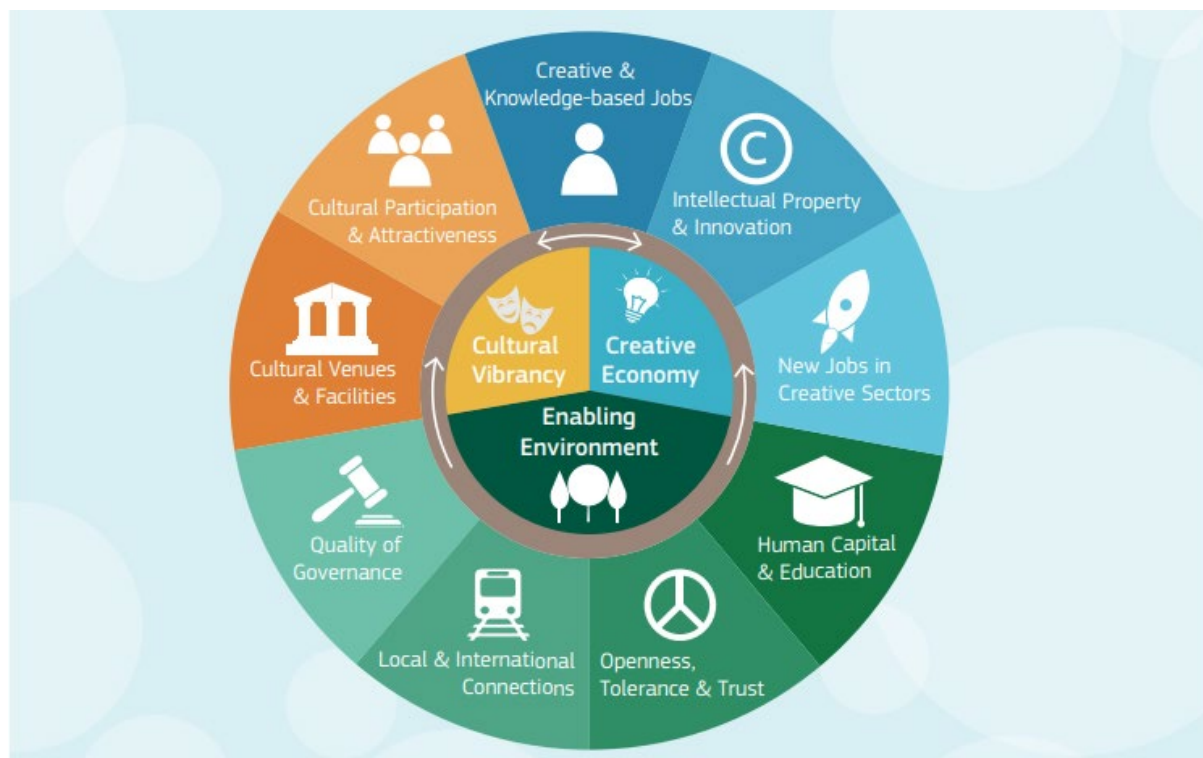 Creative &
Knowledge-based Jobs
C
Intellectual Property
& Innovation
New Jobs in
Creative Sectors
Human Capital
& Education
Openness,
Tolerance & Trust
Local & International
Connections
Quality of
Governance
Cultural Venues
& Facilities
Cultural Participation
& Attractiveness
Cultural
Vibrancy
Creative
Economy
Enabling
Environment